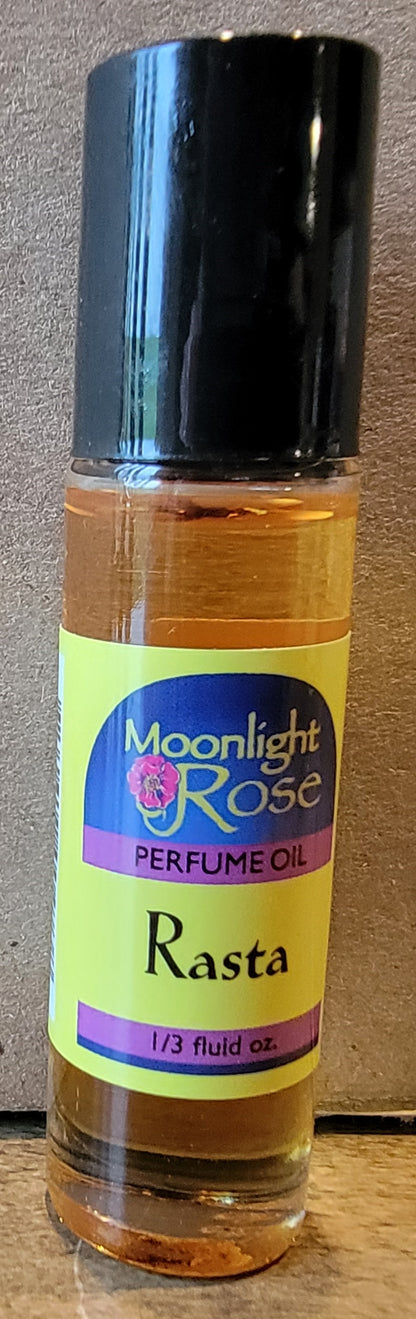 Moonlight
Rose
PERFUME OIL
Rasta
1/3 fluid oz.